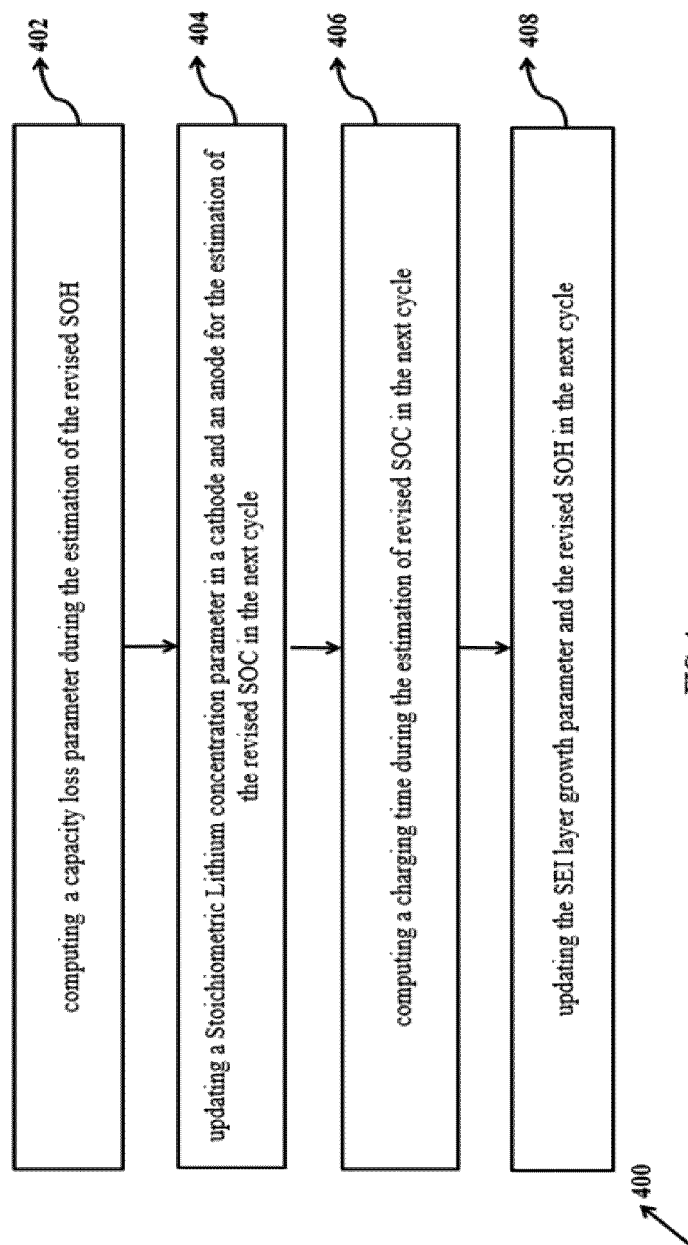 402
computing a capacity loss parameter during the estimation of the revised SOH
404
updating a Stoichiometric Lithium concentration parameter in a cathode and an anode for the estimation of
the revised SOC in the next cycle
406
computing a charging time during the estimation of revised SOC in the next cycle
408
updating the SEI layer growth parameter and the revised SOH in the next cycle
400